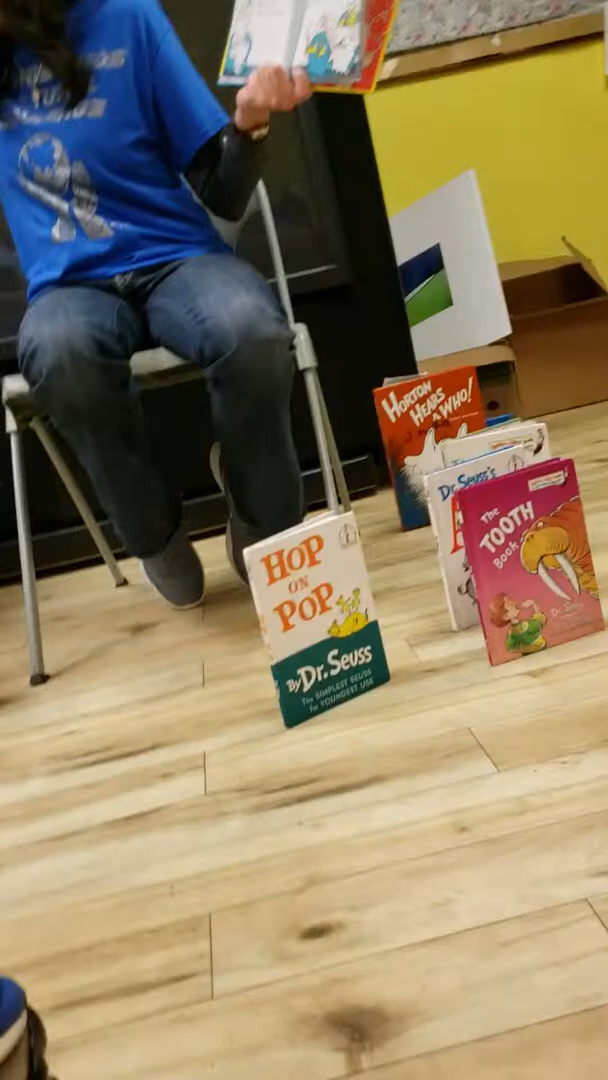 HORTON
HEARS
A WHO!
Dr. Seuss's
The
TOOTH
BOOK
Dr. Seuss
HOP
ON
POP
By Dr. Seuss
The SIMPLEST SEUSS
for YOUNGEST USE